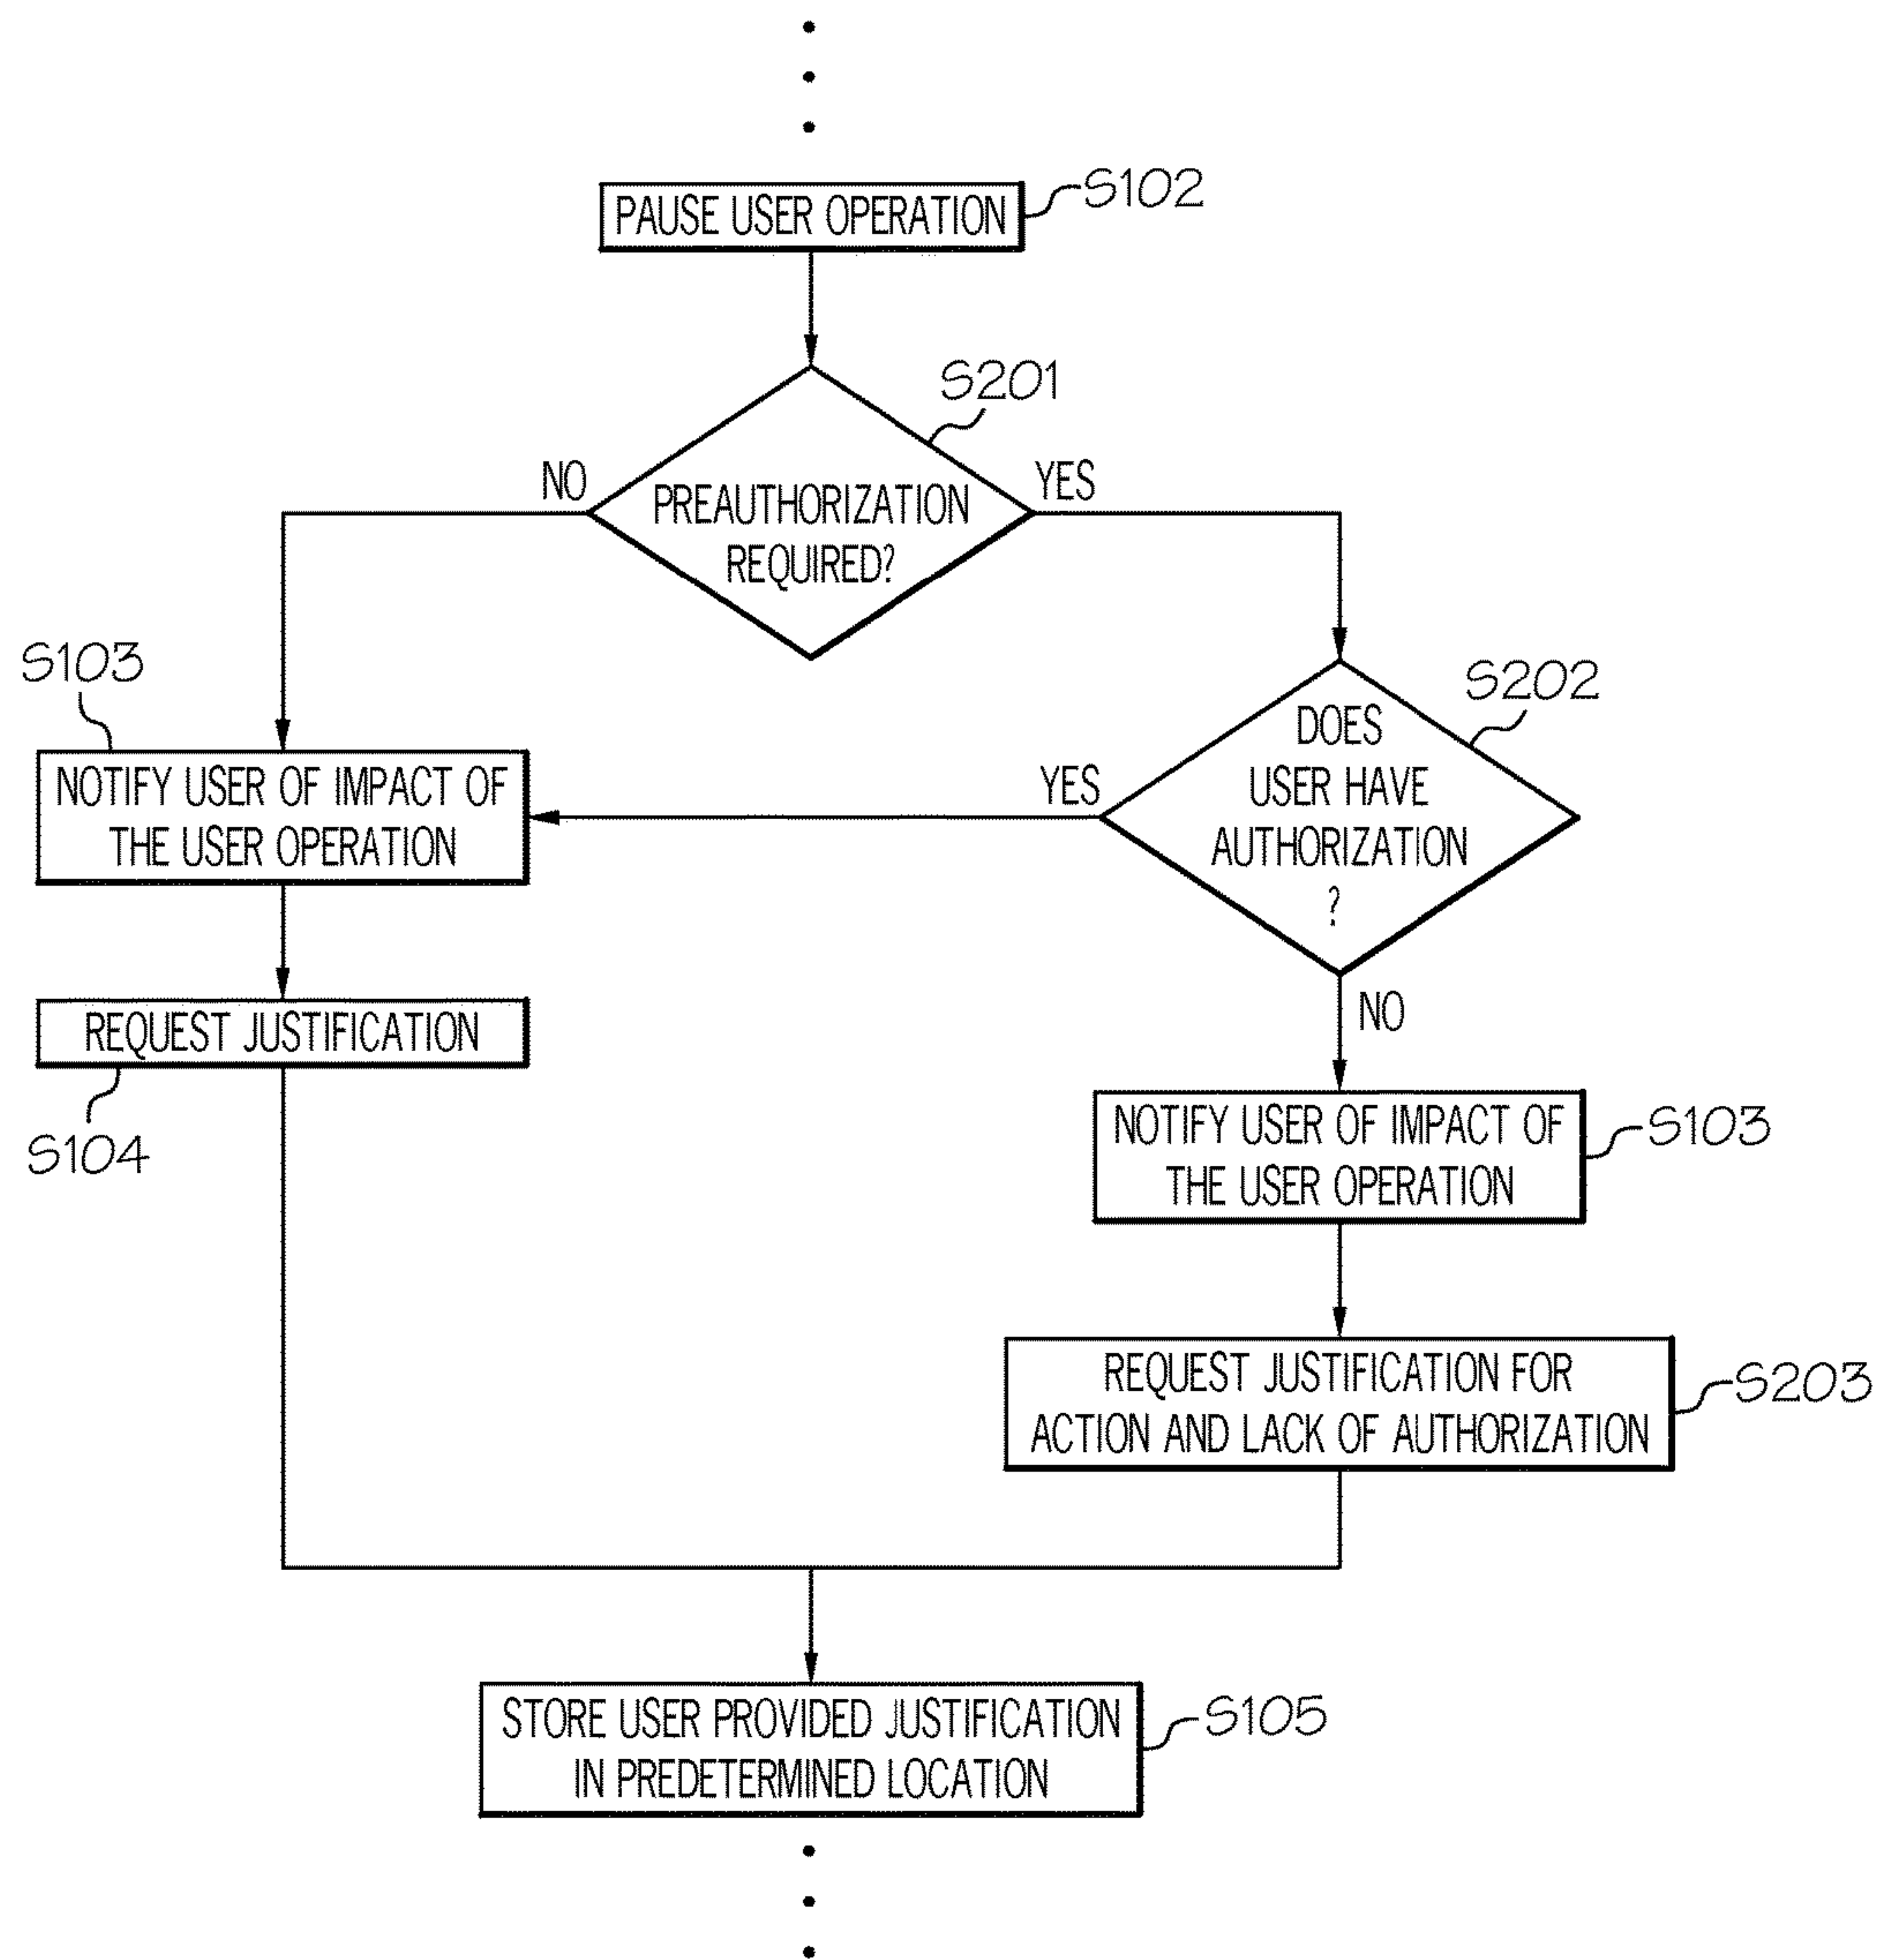 PAUSE USER OPERATION
S102
S201
NO
PREAUTHORIZATION
REQUIRED?
YES
S103
NOTIFY USER OF IMPACT OF
THE USER OPERATION
YES
S202
DOES
USER HAVE
AUTHORIZATION
?
NO
REQUEST JUSTIFICATION
S104
NOTIFY USER OF IMPACT OF
THE USER OPERATION
S103
REQUEST JUSTIFICATION FOR
ACTION AND LACK OF AUTHORIZATION
S203
STORE USER PROVIDED JUSTIFICATION
IN PREDETERMINED LOCATION
S105